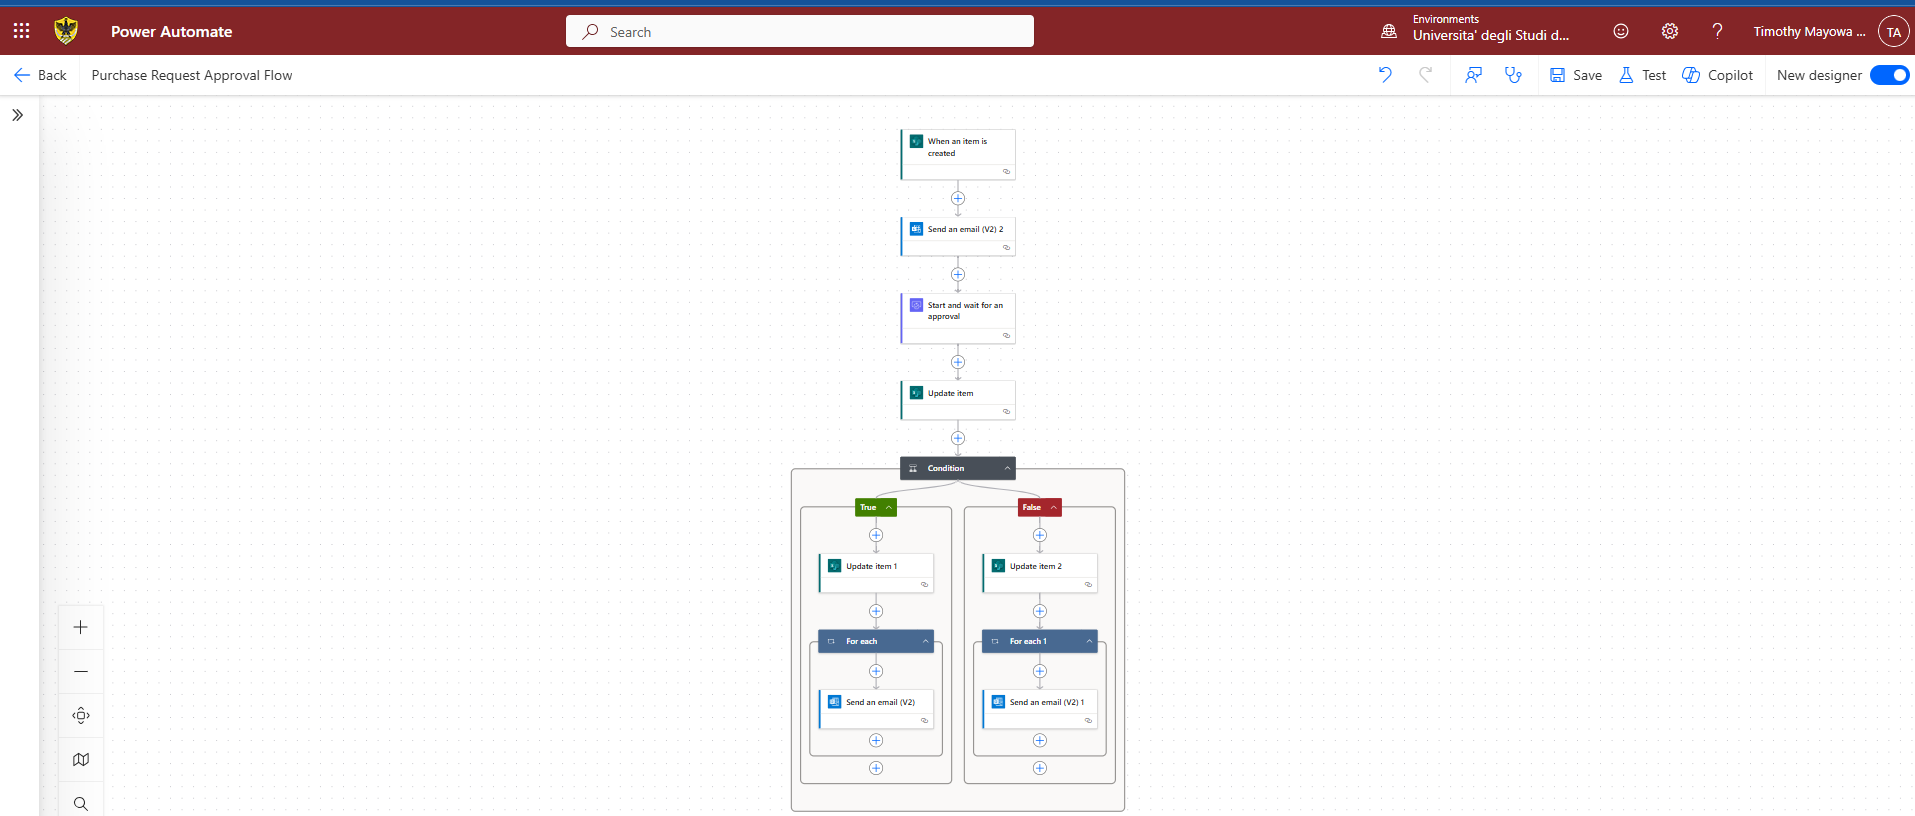 Power Automate
Search
Environments
Universita' degli Studi d...
Timothy Mayowa ...
TA
Back
Purchase Request Approval Flow
Save
Test
Copilot
New designer
When an item is
created
Send an email (V2) 2
Start and wait for an
approval
Update item
Condition
True
False
Update item 1
Update item 2
For each
For each 1
Send an email (V2)
Send an email (V2) 1